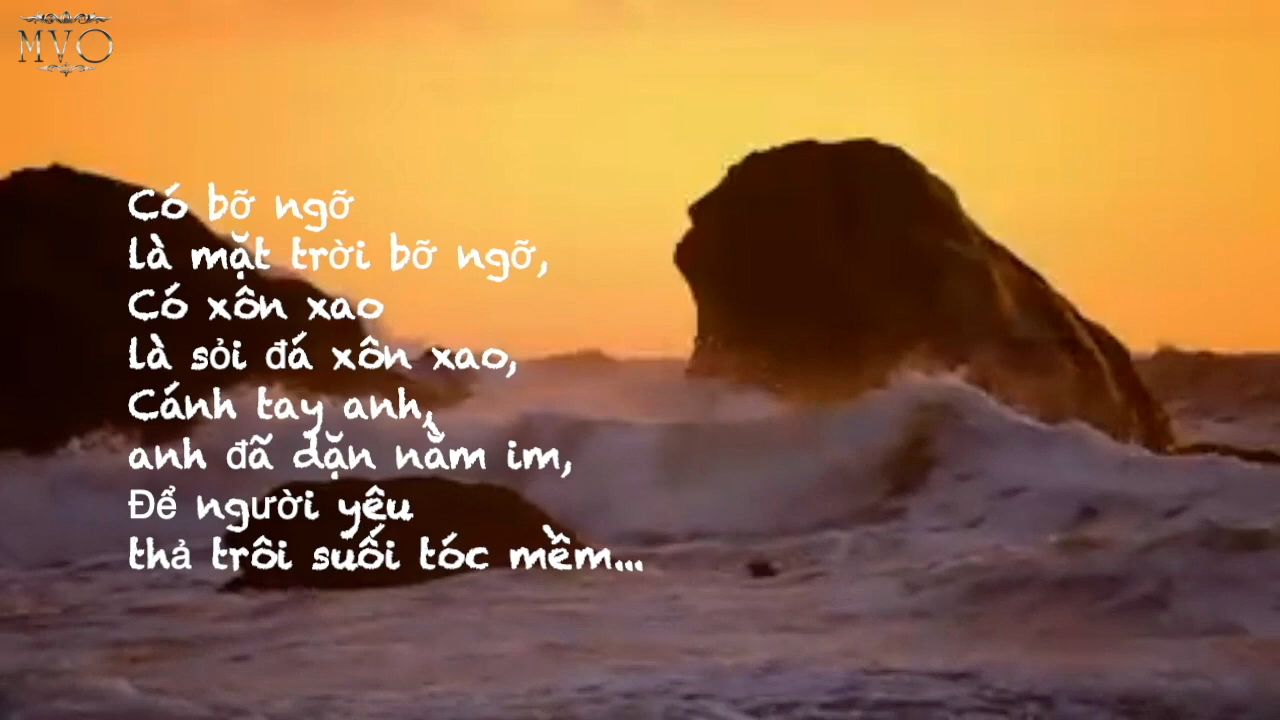 MVO
Có bỡ ngỡ
là mặt trời bỡ ngỡ,
Có xôn xao
là sỏi đá xôn xao,
Cánh tay anh,
anh đã dặn nằm im,
Để người yêu
thả trôi suối tóc mềm...